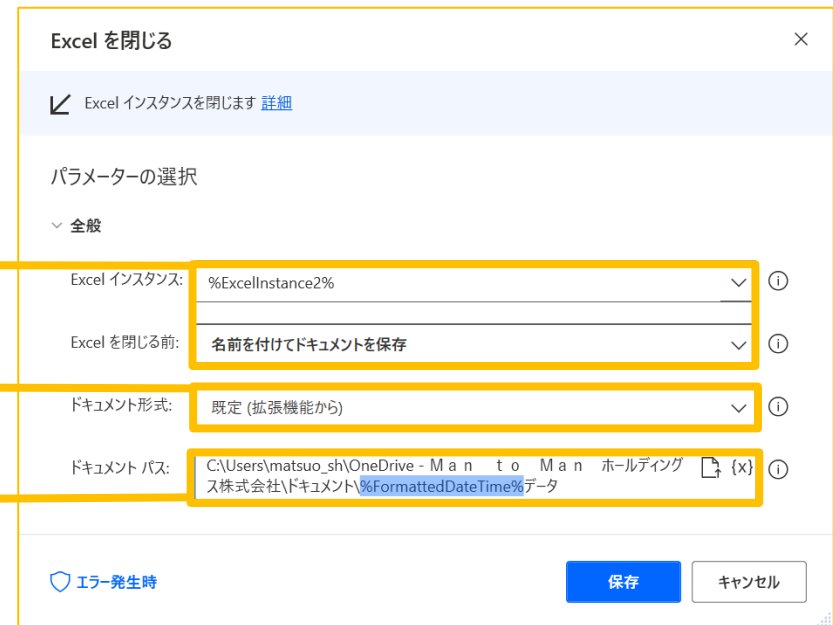 Excel を閉じる
Excel インスタンスを閉じます 詳細
パラメーターの選択
全般
Excel インスタンス: %ExcelInstance2%
Excel を閉じる前: 名前を付けてドキュメントを保存
ドキュメント形式: 既定 (拡張機能から)
ドキュメント パス: C:\Users\matsuo_sh\OneDrive - Ｍａｎ　ｔｏ　Ｍａｎ　ホールディング {x}
ス株式会社\ドキュメント\%FormattedDateTime%データ
エラー発生時
保存
キャンセル